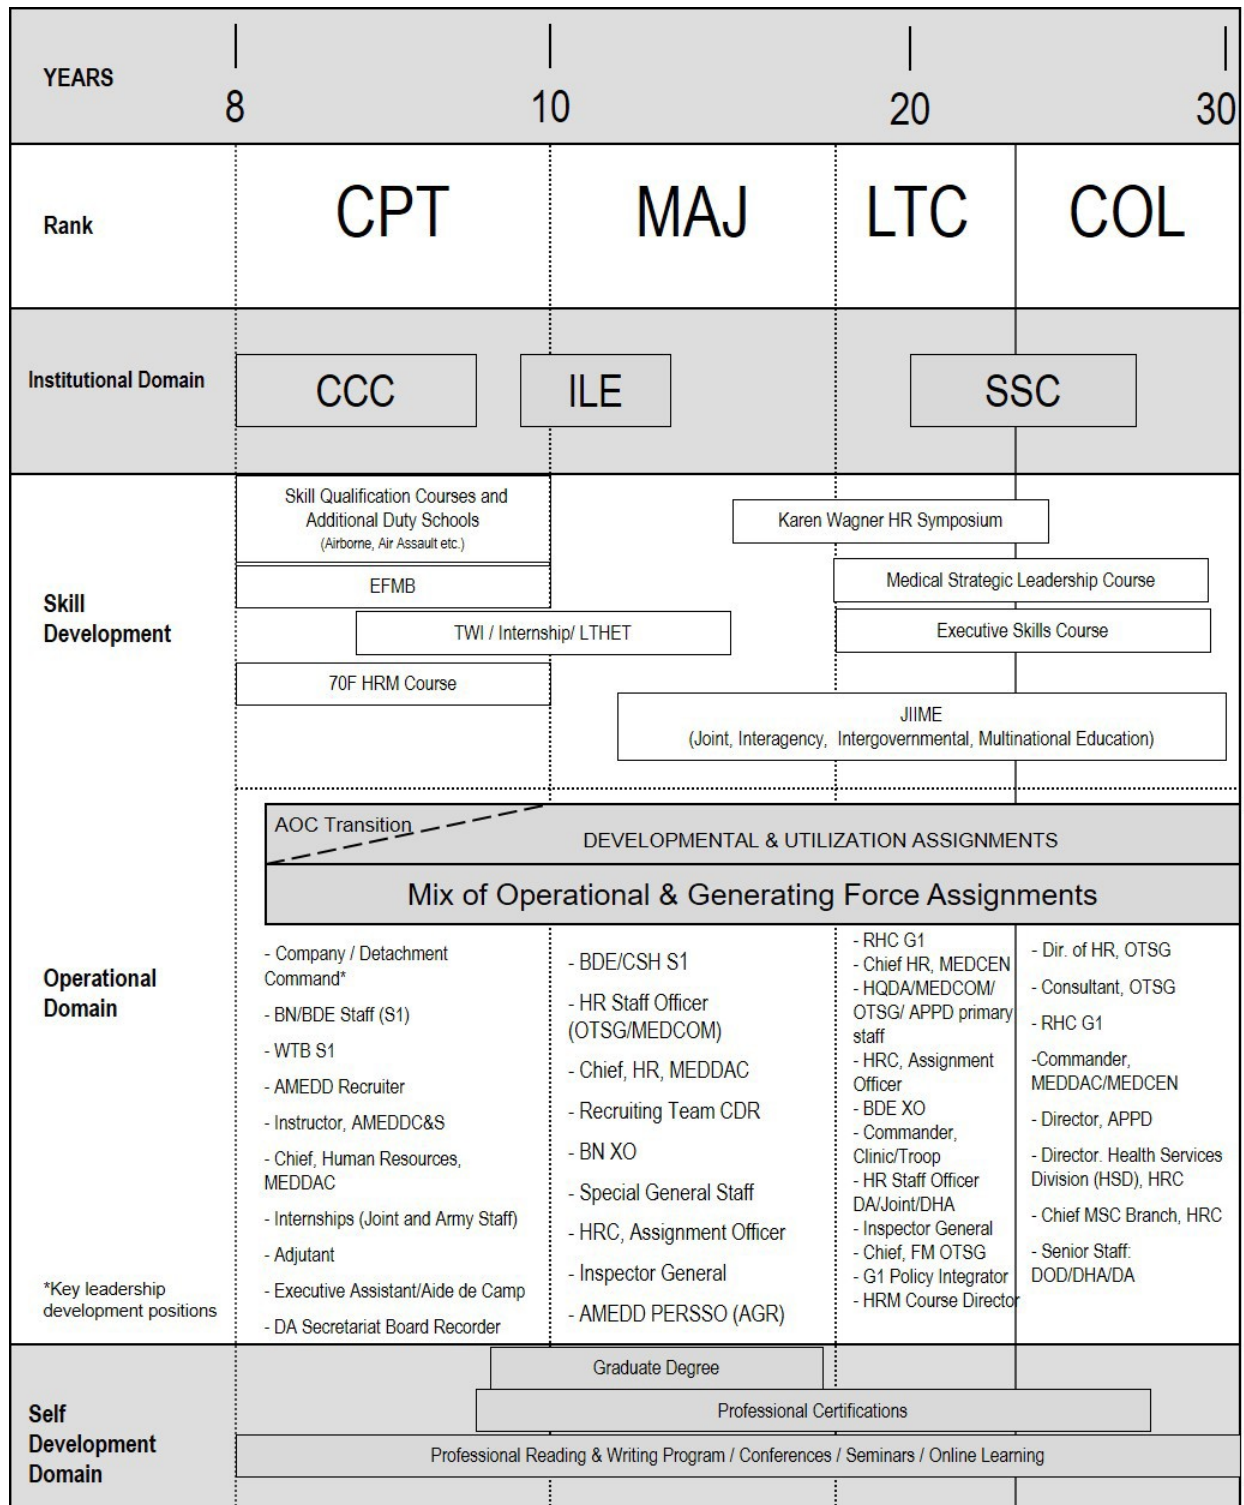 YEARS
8
10
20
30
Rank
CPT
MAJ
LTC
COL
Institutional Domain
CCC
ILE
SSC
Skill
Development
Skill Qualification Courses and
Additional Duty Schools
(Airborne, Air Assault etc.)
EFMB
TWI / Internship/ LTHET
70F HRM Course
Karen Wagner HR Symposium
Medical Strategic Leadership Course
Executive Skills Course
JIIME
(Joint, Interagency, Intergovernmental, Multinational Education)
AOC Transition
DEVELOPMENTAL & UTILIZATION ASSIGNMENTS
Mix of Operational & Generating Force Assignments
Operational
Domain
*Key leadership
development positions
- Company / Detachment
Command*
- BN/BDE Staff (S1)
- WTB S1
- AMEDD Recruiter
- Instructor, AMEDDC&S
- Chief, Human Resources,
MEDDAC
- Internships (Joint and Army Staff)
- Adjutant
- Executive Assistant/Aide de Camp
- DA Secretariat Board Recorder
- BDE/CSH S1
- HR Staff Officer
(OTSG/MEDCOM)
- Chief, HR, MEDDAC
- Recruiting Team CDR
- BN XO
- Special General Staff
- HRC, Assignment Officer
- Inspector General
- AMEDD PERSSO (AGR)
- RHC G1
- Chief HR, MEDCEN
- HQDA/MEDCOM/
OTSG/ APPD primary
staff
- HRC, Assignment
Officer
- BDE XO
- Commander,
Clinic/Troop
- HR Staff Officer
DA/Joint/DHA
- Inspector General
- Chief, FM OTSG
- G1 Policy Integrator
- HRM Course Director
- Dir. of HR, OTSG
- Consultant, OTSG
- RHC G1
-Commander,
MEDDAC/MEDCEN
- Director, APPD
- Director. Health Services
Division (HSD), HRC
- Chief MSC Branch, HRC
- Senior Staff:
DOD/DHA/DA
Self
Development
Domain
Graduate Degree
Professional Certifications
Professional Reading & Writing Program / Conferences / Seminars / Online Learning